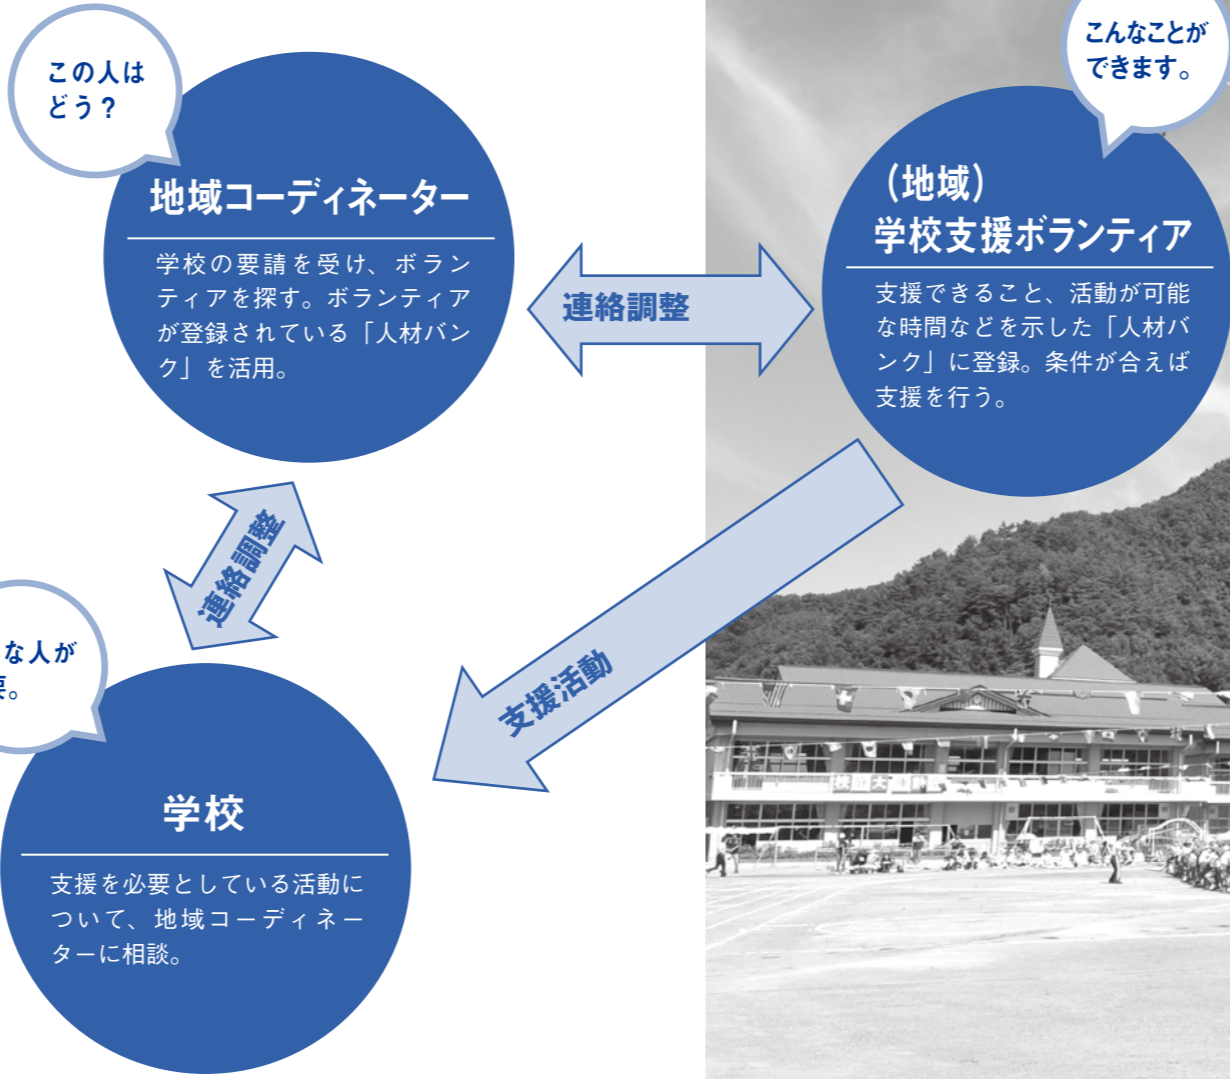 この人は
どう？
地域コーディネーター
学校の要請を受け、ボラン
ティアを探す。ボランティア
が登録されている「人材バン
ク」を活用。
連絡調整
こんなことが
できます。
（地域）
学校支援ボランティア
支援できること、活動が可能
な時間などを示した「人材バ
ンク」に登録。条件が合えば
支援を行う。
連絡調整
支援活動
な人が
。
学校
支援を必要としている活動に
ついて、地域コーディネー
ターに相談。